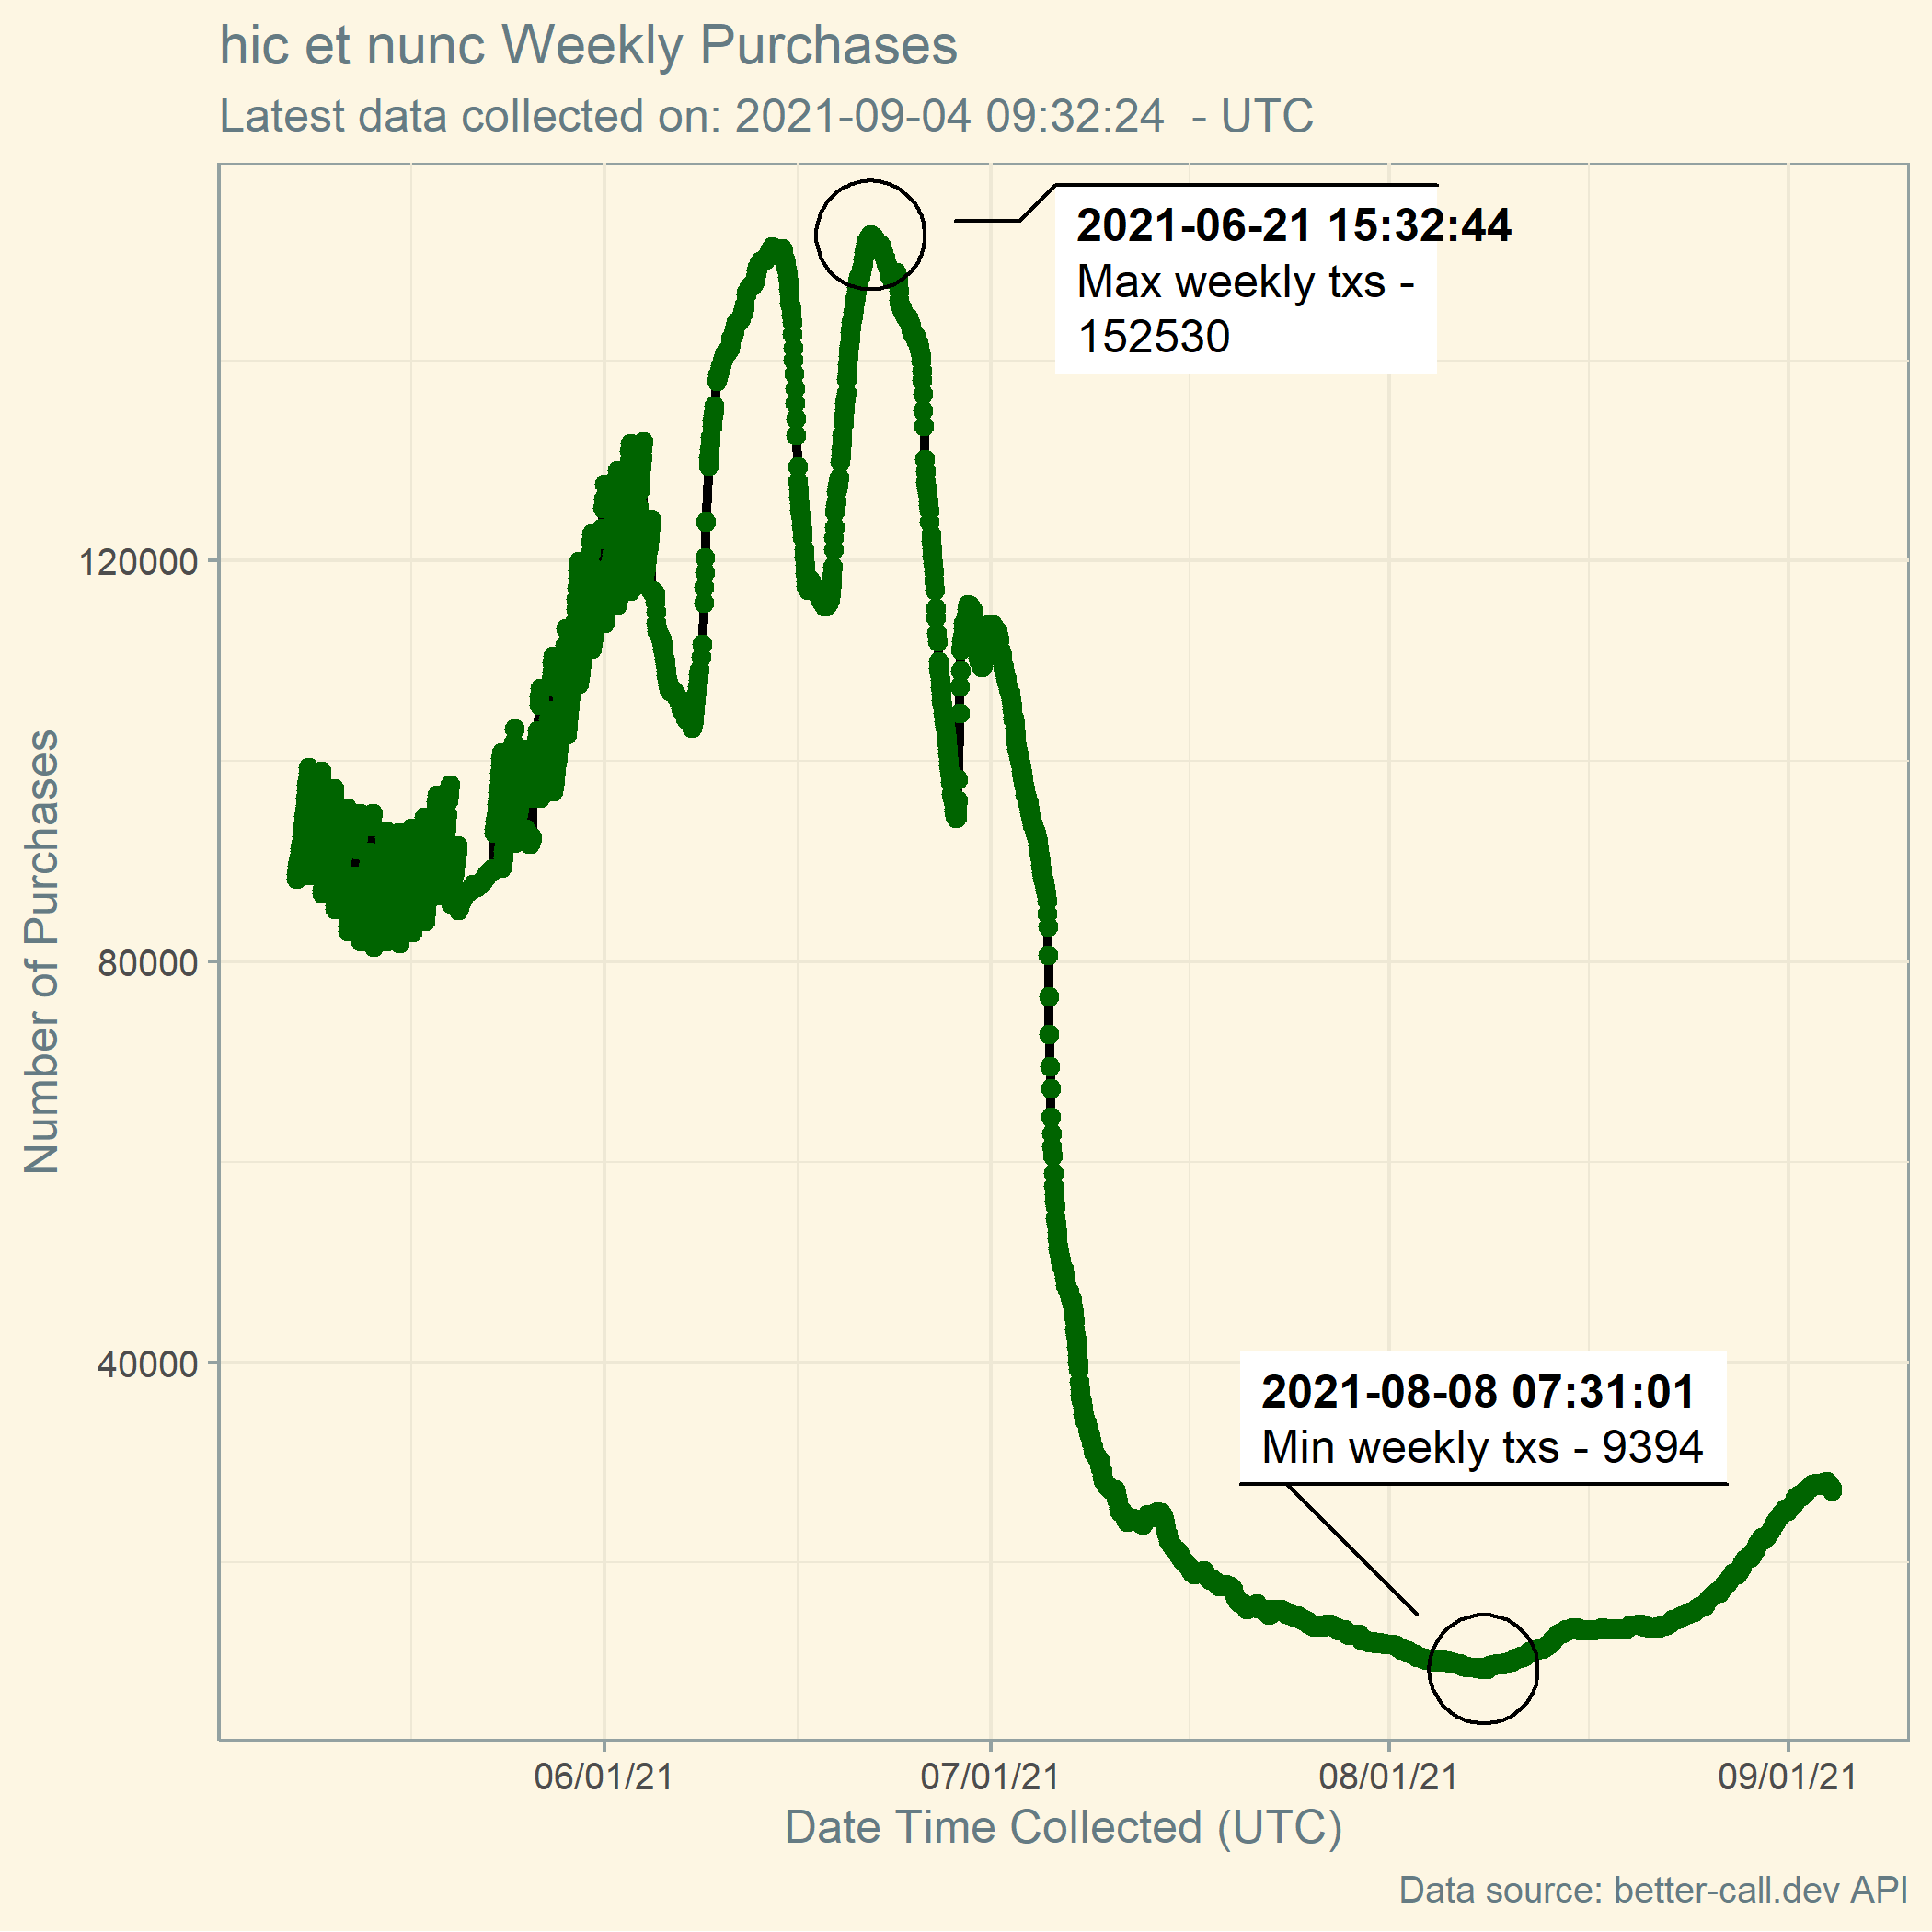 hic et nunc Weekly Purchases
Latest data collected on: 2021-09-04 09:32:24  - UTC
2021-06-21 15:32:44
Max weekly txs -
152530
120000
80000
40000
Number of Purchases
2021-08-08 07:31:01
Min weekly txs - 9394
06/01/21 07/01/21 08/01/21 09/01/21
Date Time Collected (UTC)
Data source: better-call.dev API